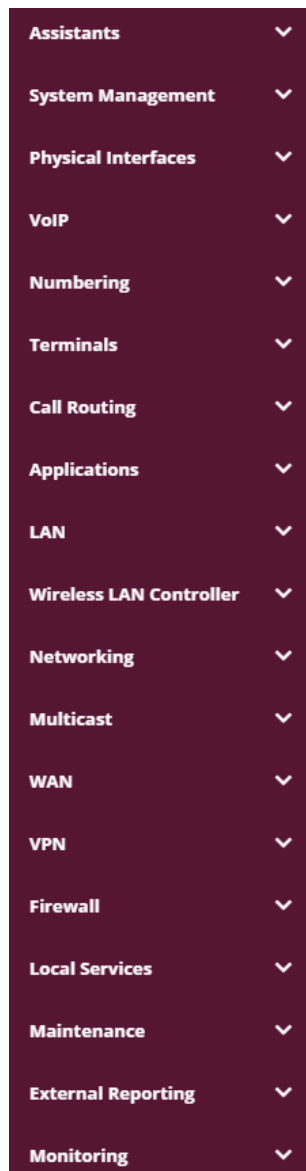 Assistants
System Management
Physical Interfaces
VoIP
Numbering
Terminals
Call Routing
Applications
LAN
Wireless LAN Controller
Networking
Multicast
WAN
VPN
Firewall
Local Services
Maintenance
External Reporting
Monitoring